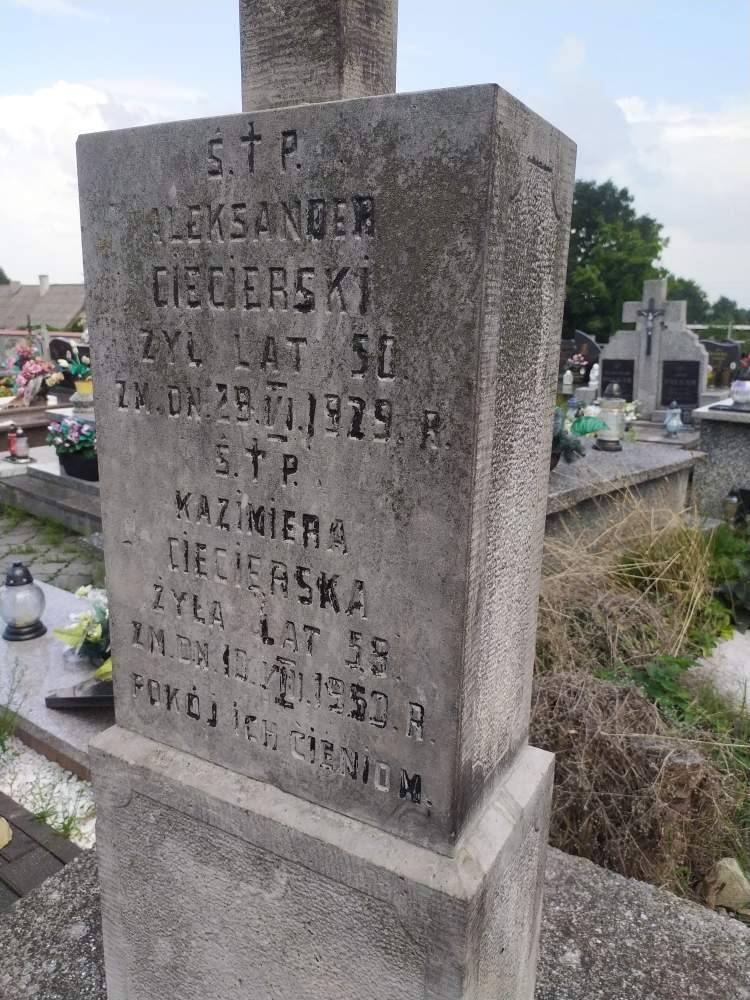 Ś.†P.
ALEKSANDER
CIECIERSKI
ŻYŁ LAT 50.
ZM. DN. 28.VI.1929. R.
Ś.†P.
KAZIMIERA
CIECIERSKA
ŻYŁA LAT 58.
ZM. DN. 10.VII.1950 R.
POKÓJ ICH CIENIOM.